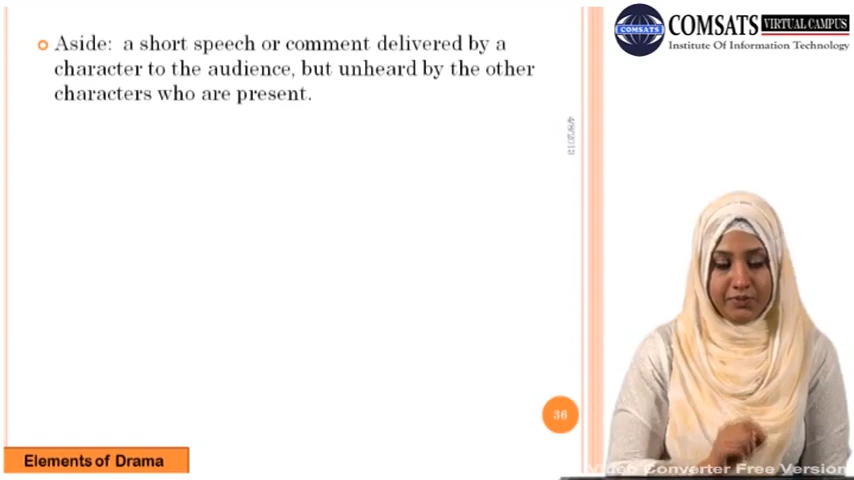 Aside: a short speech or comment delivered by a
character to the audience, but unheard by the other
characters who are present.
COMSATS VIRTUAL CAMPUS
Institute Of Information Technology
COMSATS
36
Elements of Drama
Video Converter Free Version